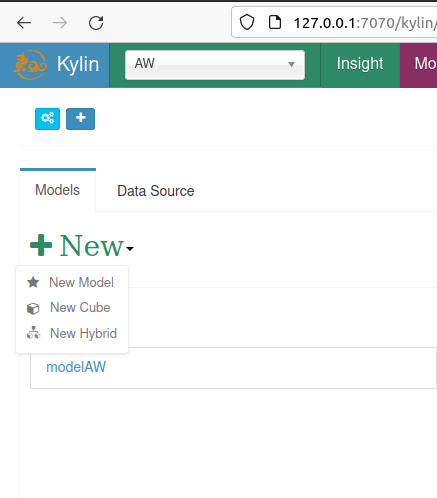 127.0.0.1:7070/kylin/
Kylin
AW
Insight
Mo
Models
Data Source
New
New Model
New Cube
New Hybrid
modelAW